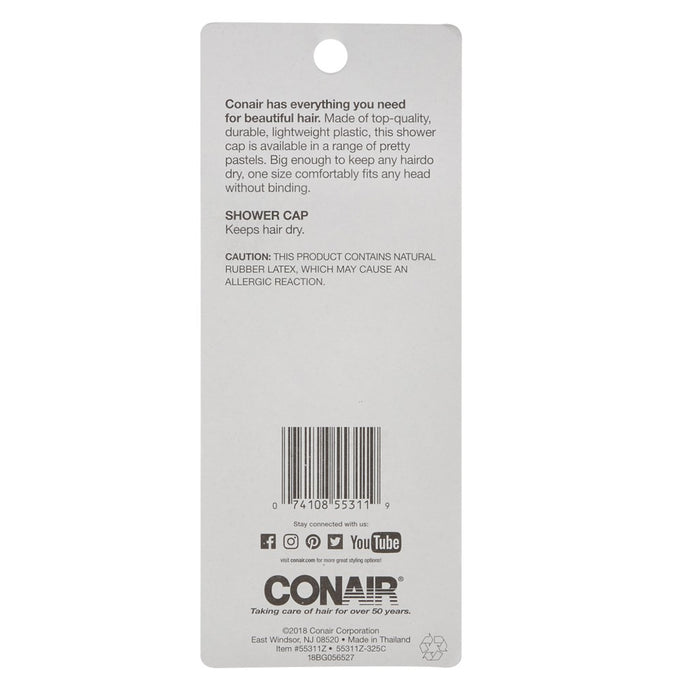 Conair has everything you need
for beautiful hair. Made of top-quality,
durable, lightweight plastic, this shower
cap is available in a range of pretty
pastels. Big enough to keep any hairdo
dry, one size comfortably fits any head
without binding.
SHOWER CAP
Keeps hair dry.
CAUTION: THIS PRODUCT CONTAINS NATURAL
RUBBER LATEX, WHICH MAY CAUSE AN
ALLERGIC REACTION.
0 74108 55311 9
Stay connected with us:
You Tube
visit conair.com for more great styling options!
CONAIR®
Taking care of hair for over 50 years.
©2018 Conair Corporation
East Windsor, NJ 08520 • Made in Thailand
Item #55311Z • 55311Z-325C
18BG056527